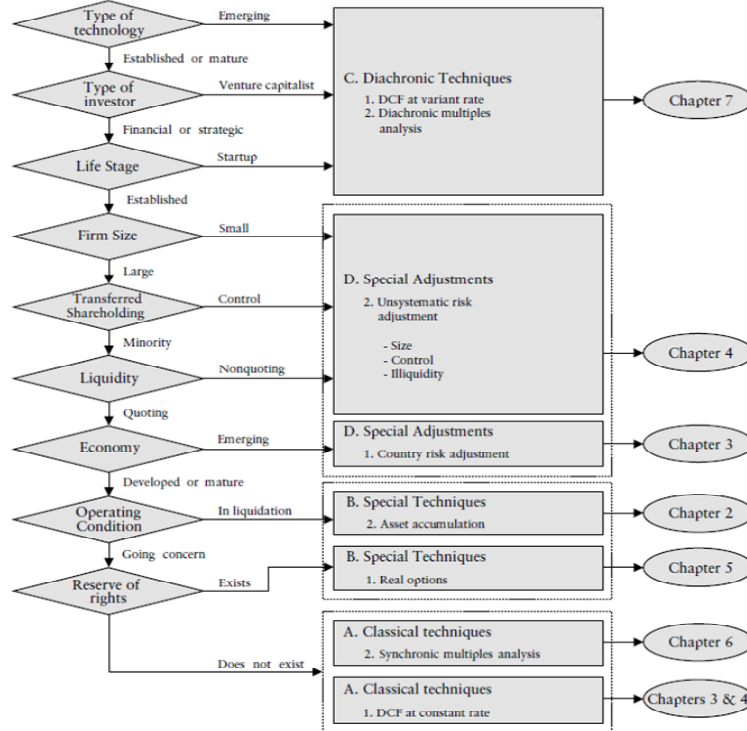 Type of
technology
Emerging
Established or mature
Type of
investor
Venture capitalist
Financial or strategic
Life Stage
Startup
Established
C. Diachronic Techniques
1. DCF at variant rate
2. Diachronic multiples
analysis
Chapter 7
Firm Size
Small
Large
Transferred
Shareholding
Control
Minority
Liquidity
Nonquoting
Quoting
D. Special Adjustments
2. Unsystematic risk
adjustment
- Size
- Control
- Illiquidity
Chapter 4
Economy
Emerging
Developed or mature
D. Special Adjustments
1. Country risk adjustment
Chapter 3
Operating
Condition
In liquidation
Going concern
B. Special Techniques
2. Asset accumulation
Chapter 2
Reserve of
rights
Exists
B. Special Techniques
1. Real options
Chapter 5
Does not exist
A. Classical techniques
2. Synchronic multiples analysis
Chapter 6
A. Classical techniques
1. DCF at constant rate
Chapters 3 & 4